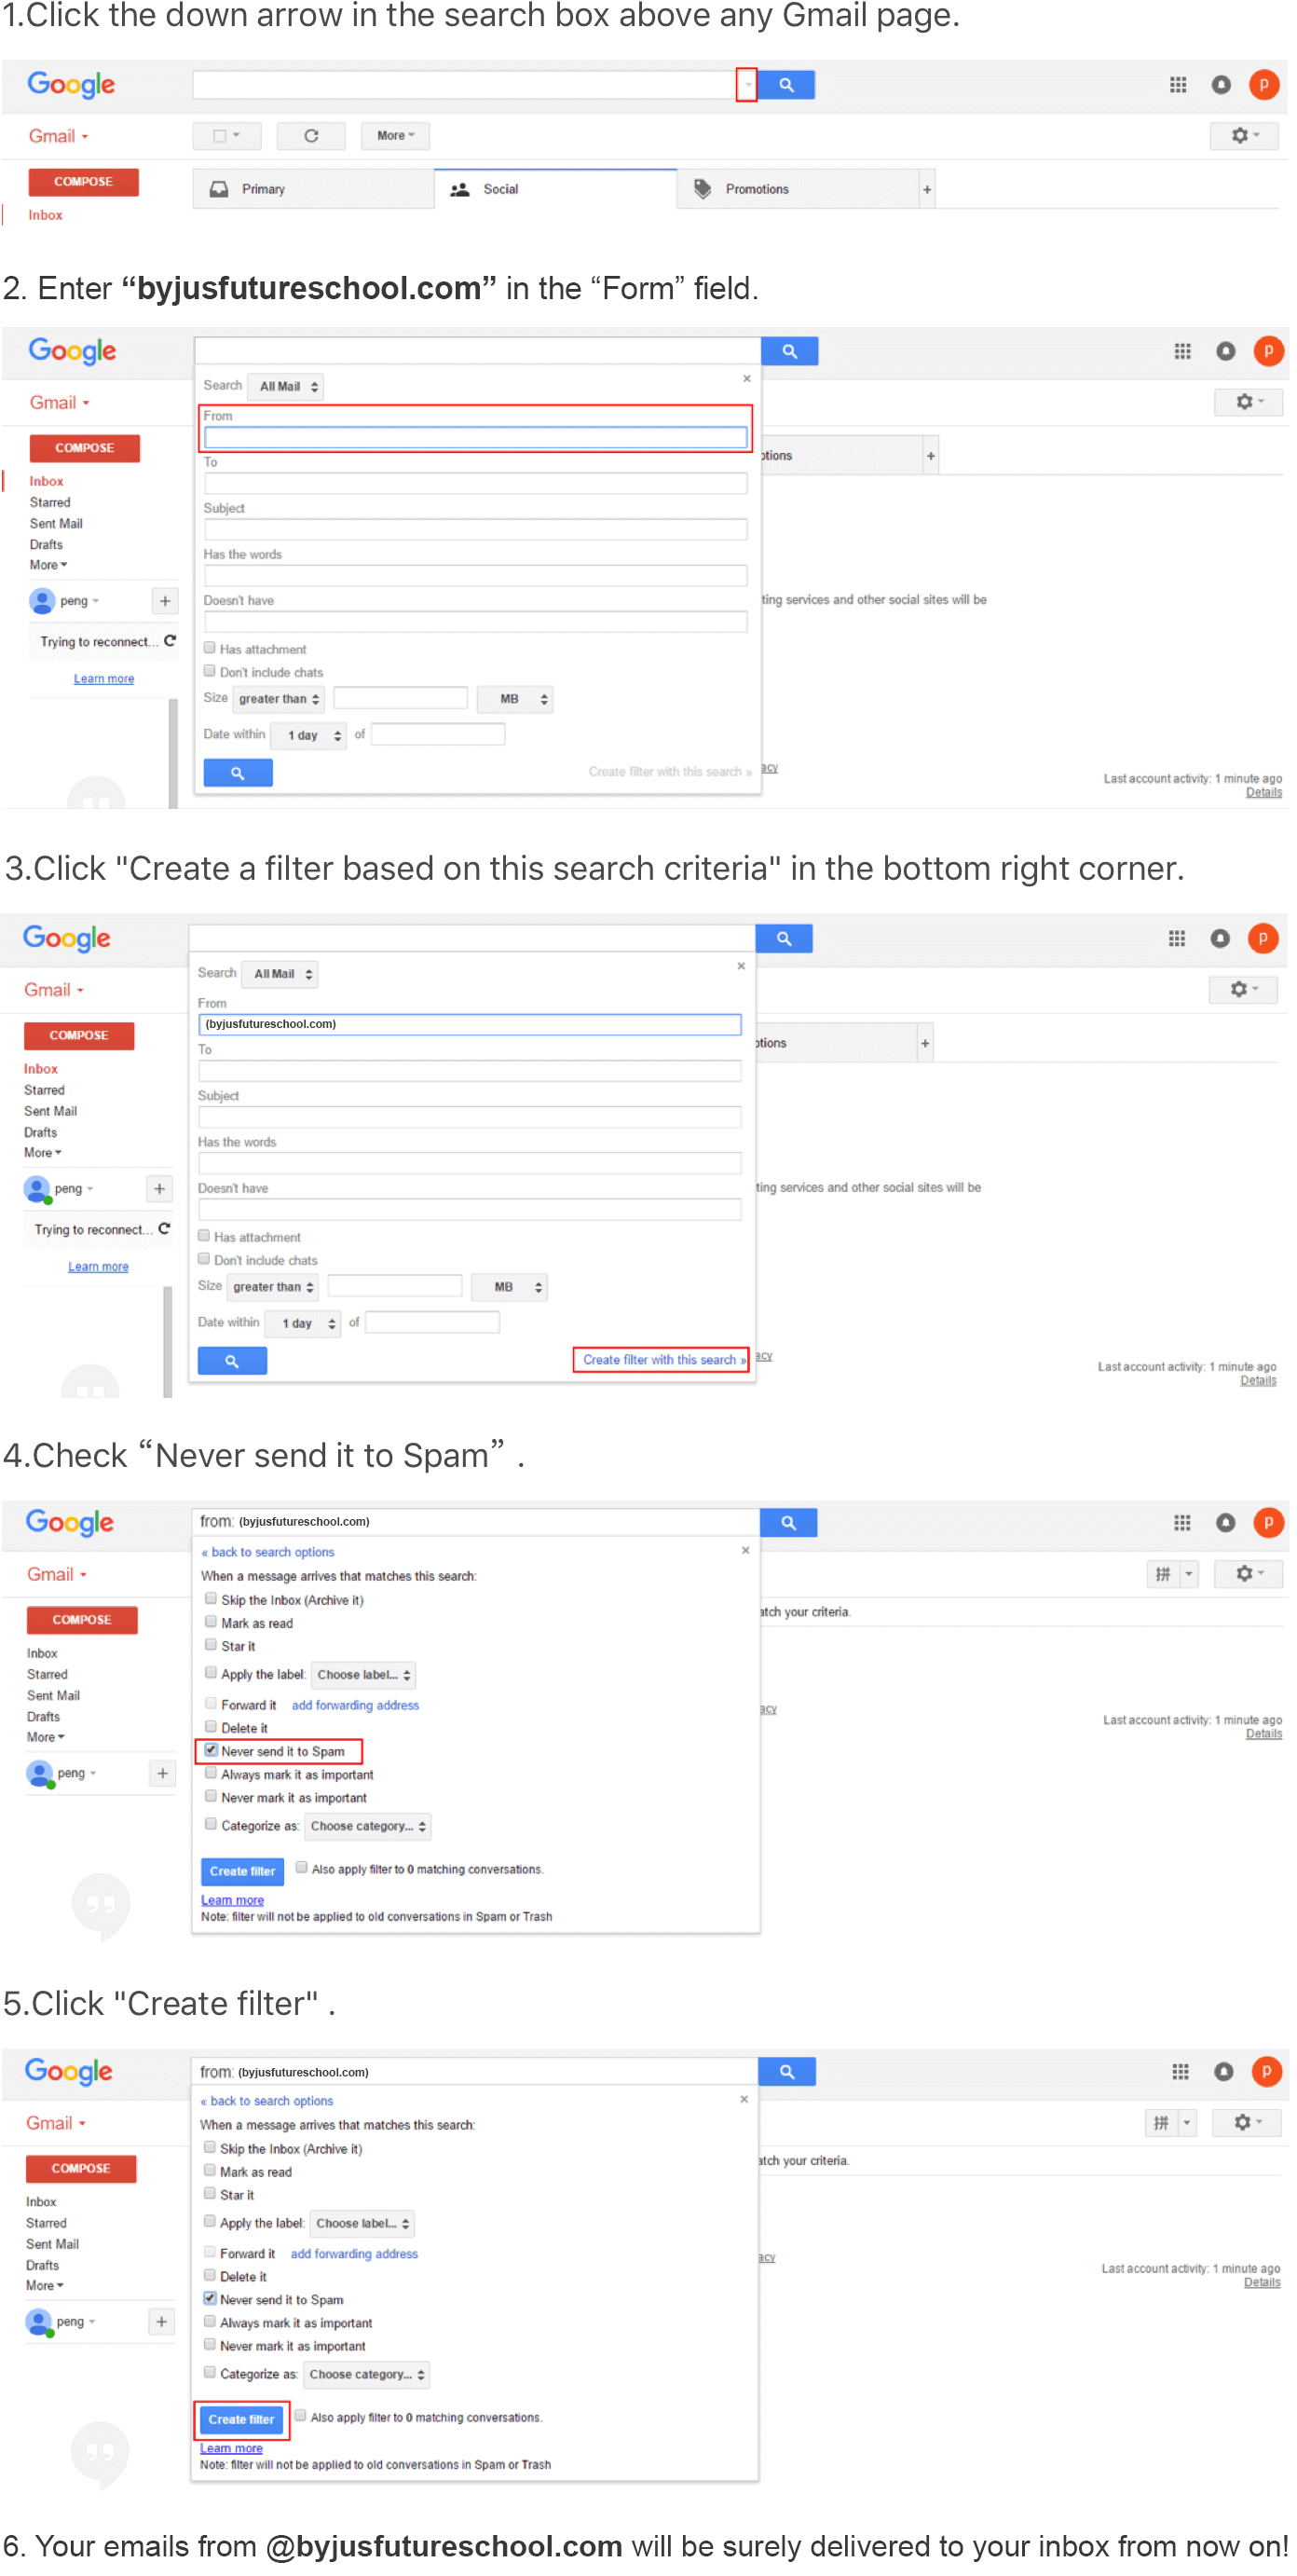 1.Click the down arrow in the search box above any Gmail page.
Google
Gmail
More
COMPOSE
Primary
Social
Promotions
+
Inbox
2. Enter “byjusfutureschool.com” in the “Form” field.
Google
Search All Mail ×
Gmail
From
COMPOSE
otions +
To
Inbox
Starred
Subject
Sent Mail
Drafts
Has the words
More
peng +
Doesn't have
ting services and other social sites will be
Trying to reconnect...
Has attachment
Learn more
Don't include chats
Size greater than MB
Date within 1 day of
Create filter with this search »
acy
Last account activity: 1 minute ago
Details
3.Click "Create a filter based on this search criteria" in the bottom right corner.
Google
Search All Mail ×
Gmail
From
(byjusfutureschool.com)
COMPOSE
otions +
To
Inbox
Starred
Subject
Sent Mail
Drafts
Has the words
More
peng +
Doesn't have
ting services and other social sites will be
Trying to reconnect...
Has attachment
Learn more
Don't include chats
Size greater than MB
Date within 1 day of
Create filter with this search »
acy
Last account activity: 1 minute ago
Details
4.Check “Never send it to Spam” .
Google
from: (byjusfutureschool.com)
« back to search options ×
Gmail
拼
When a message arrives that matches this search:
Skip the Inbox (Archive it)
COMPOSE
Mark as read
atch your criteria.
Star it
Inbox
Starred
Apply the label: Choose label...
Sent Mail
Forward it add forwarding address
acy
Drafts
Delete it
Last account activity: 1 minute ago
More
Details
Never send it to Spam
peng +
Always mark it as important
Never mark it as important
Categorize as: Choose category...
Create filter Also apply filter to 0 matching conversations.
Learn more
Note: filter will not be applied to old conversations in Spam or Trash
5.Click "Create filter" .
Google
from: (byjusfutureschool.com)
« back to search options ×
Gmail
拼
When a message arrives that matches this search:
Skip the Inbox (Archive it)
COMPOSE
Mark as read
atch your criteria.
Star it
Inbox
Starred
Apply the label: Choose label...
Sent Mail
Forward it add forwarding address
acy
Drafts
Delete it
Last account activity: 1 minute ago
More
Details
Never send it to Spam
peng +
Always mark it as important
Never mark it as important
Categorize as: Choose category...
Create filter Also apply filter to 0 matching conversations.
Learn more
Note: filter will not be applied to old conversations in Spam or Trash
6. Your emails from @byjusfutureschool.com will be surely delivered to your inbox from now on!